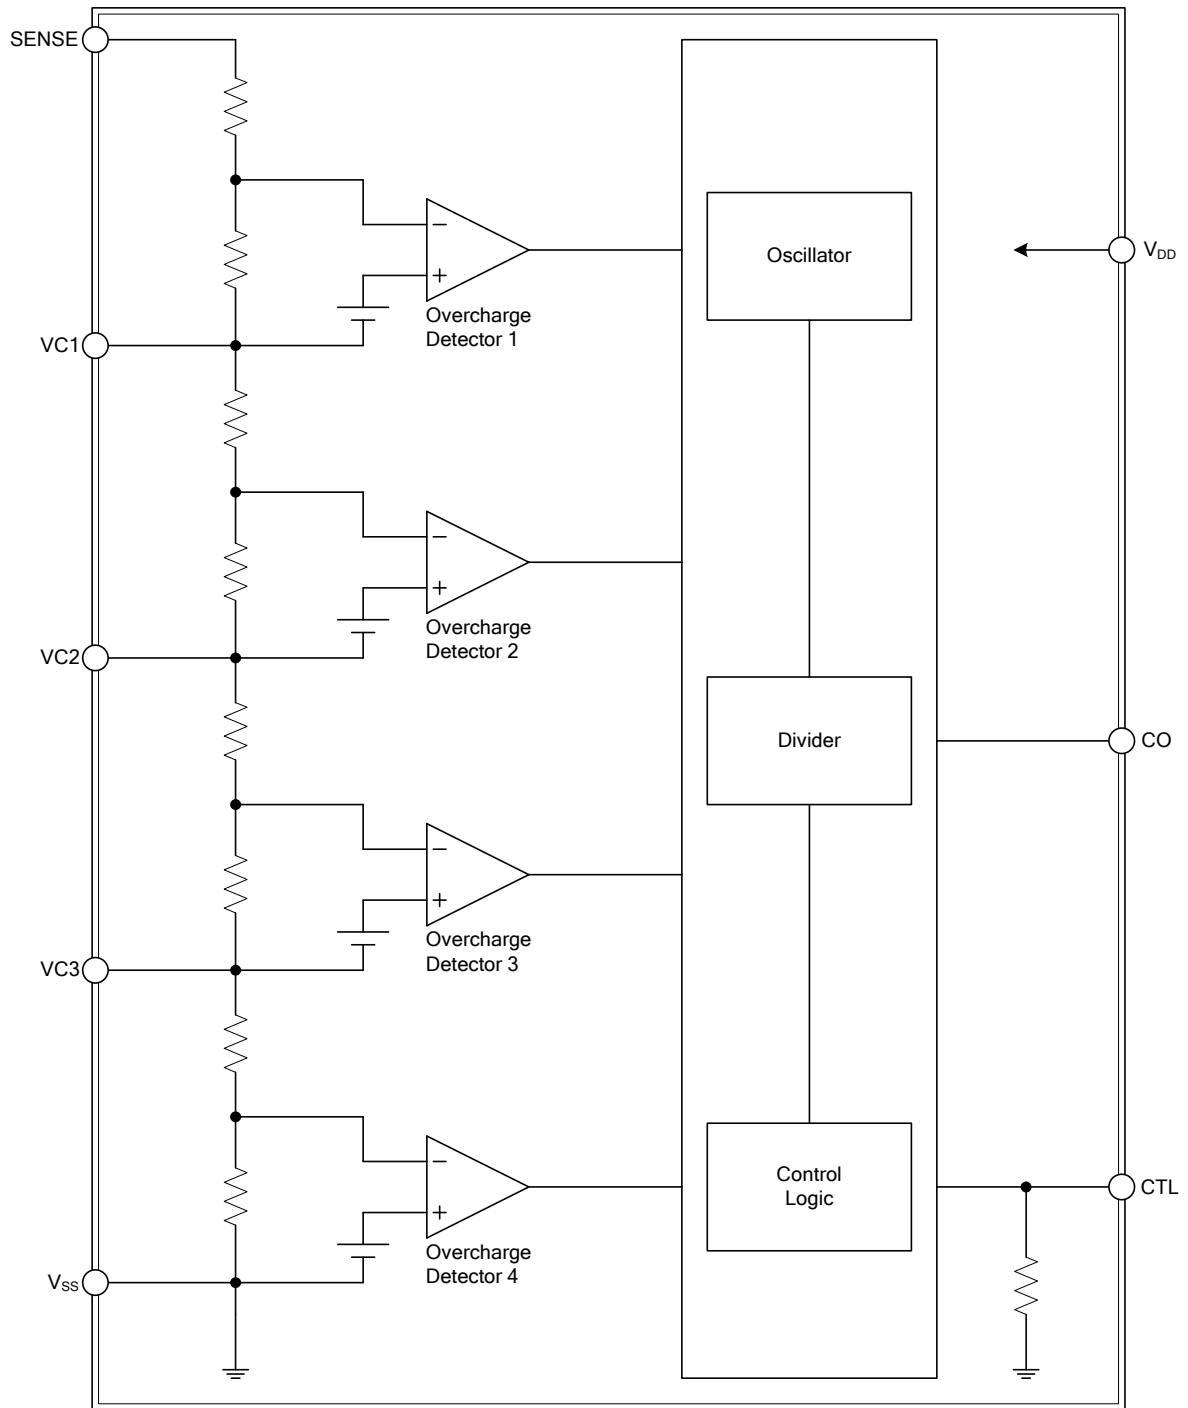 SENSE
−
+
Overcharge
Detector 1
VC1
−
+
Overcharge
Detector 2
VC2
−
+
Overcharge
Detector 3
VC3
−
+
Overcharge
Detector 4
VSS
Oscillator
Divider
Control
Logic
VDD
CO
CTL